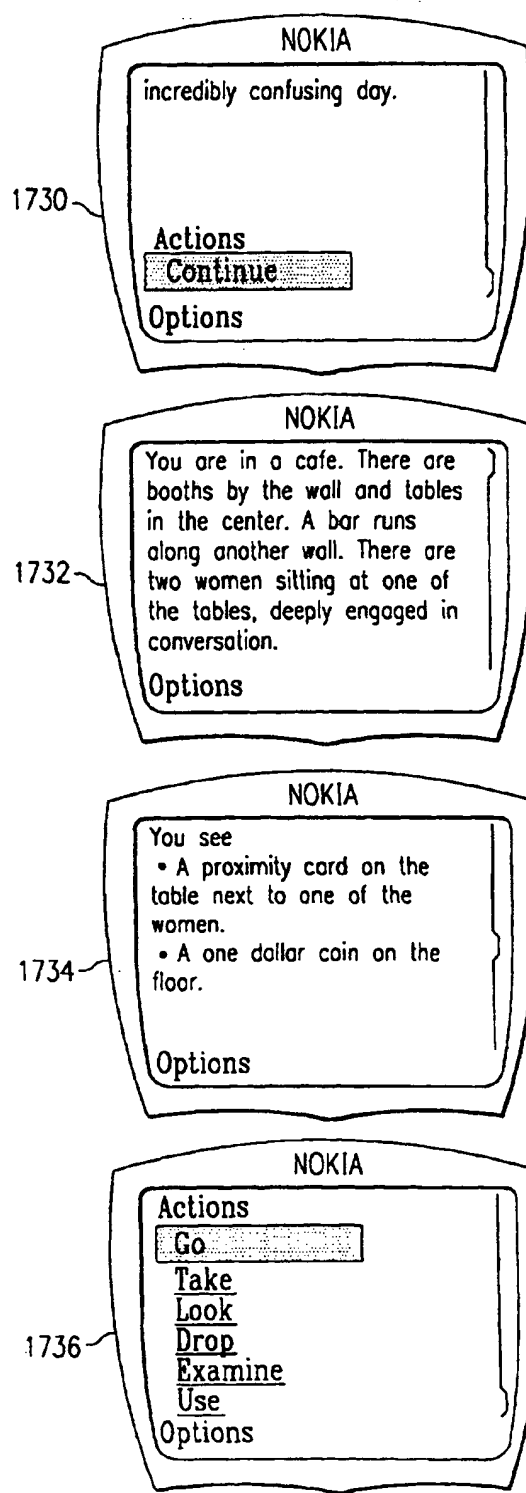 NOKIA
incredibly confusing day.
1730
Actions
Continue
Options
NOKIA
You are in a cafe. There are
booths by the wall and tables
in the center. A bar runs
along another wall. There are
two women sitting at one of
the tables, deeply engaged in
conversation.
1732
Options
NOKIA
You see
• A proximity card on the
table next to one of the
women.
• A one dollar coin on the
floor.
1734
Options
NOKIA
Actions
Go
Take
Look
Drop
Examine
Use
1736
Options